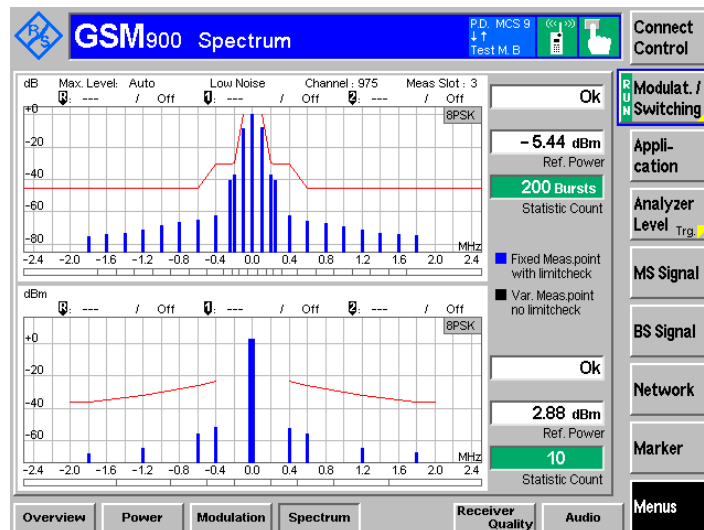 R&S
GSM900 Spectrum
P.D. MCS 9
Test M. B
Connect
Control
dB Max. Level: Auto Low Noise Channel : 975 Meas Slot : 3
R: --- / Off 1: --- / Off 2: --- / Off
8PSK
+0
-20
-40
-60
-80
MHz
-2.4 -2.0 -1.6 -1.2 -0.8 -0.4 0.0 0.4 0.8 1.2 1.6 2.0 2.4
Ok
- 5.44 dBm
Ref. Power
200 Bursts
Statistic Count
Fixed Meas.point
with limitcheck
Var. Meas.point
no limitcheck
dBm
R: --- / Off 1: --- / Off 2: --- / Off
8PSK
+0
-20
-40
-60
MHz
-2.4 -2.0 -1.6 -1.2 -0.8 -0.4 0.0 0.4 0.8 1.2 1.6 2.0 2.4
Ok
2.88 dBm
Ref. Power
10
Statistic Count
RUN
Modulat. /
Switching
Appli-
cation
Analyzer
Level Trg.
MS Signal
BS Signal
Network
Marker
Menus
Overview
Power
Modulation
Spectrum
Receiver
Quality
Audio